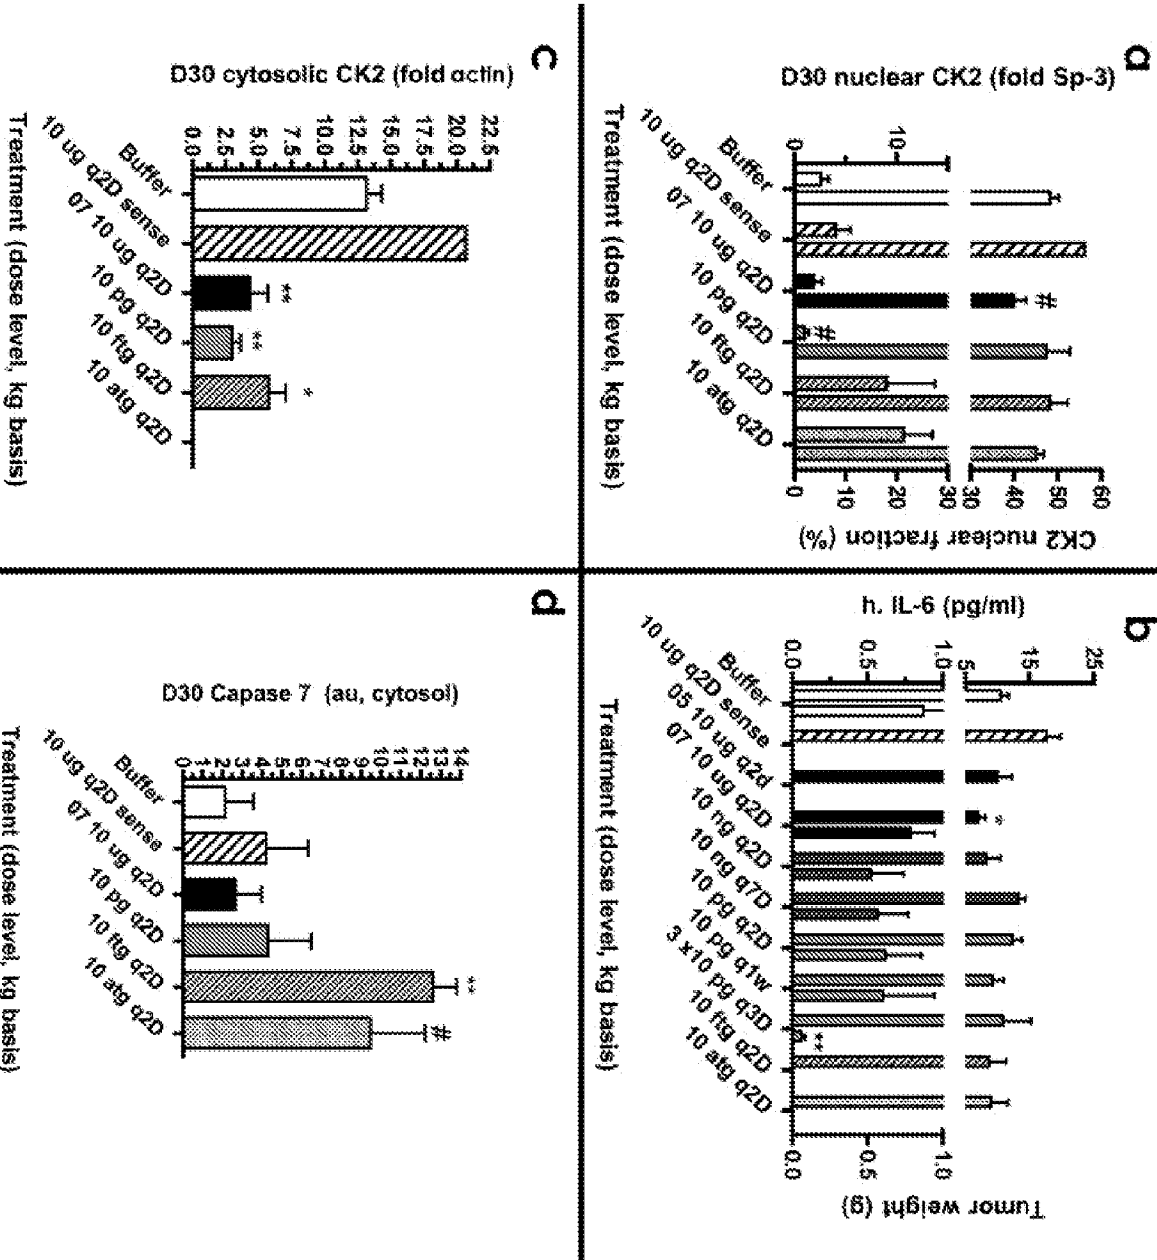 a
D30 nuclear CK2 (fold Sp-3)
0
10
Buffer
10 ug q2D sense
07 10 ug q2D
10 pg q2D
10 ftg q2D
10 atg q2D
#
#
0
10
20
30
30
40
50
60
CK2 nuclear fraction (%)
Treatment (dose level, kg basis)
b
h. IL-6 (pg/ml)
0.0
0.5
1.0
5
15
25
Buffer
10 ug q2D sense
05 10 ug q2d
07 10 ug q2D
10 ng q2D
10 ng q7D
10 pg q2D
10 pg q1w
3 x10 pg q3D
10 ftg q2D
10 atg q2D
*
**
0.0
0.5
1.0
Tumor weight (g)
Treatment (dose level, kg basis)
c
D30 cytosolic CK2 (fold actin)
0.0
2.5
5.0
7.5
10.0
12.5
15.0
17.5
20.0
22.5
Buffer
10 ug q2D sense
07 10 ug q2D
10 pg q2D
10 ftg q2D
10 atg q2D
**
**
*
Treatment (dose level, kg basis)
d
D30 Capase 7 (au, cytosol)
0
1
2
3
4
5
6
7
8
9
10
11
12
13
14
Buffer
10 ug q2D sense
07 10 ug q2D
10 pg q2D
10 ftg q2D
10 atg q2D
**
#
Treatment (dose level, kg basis)